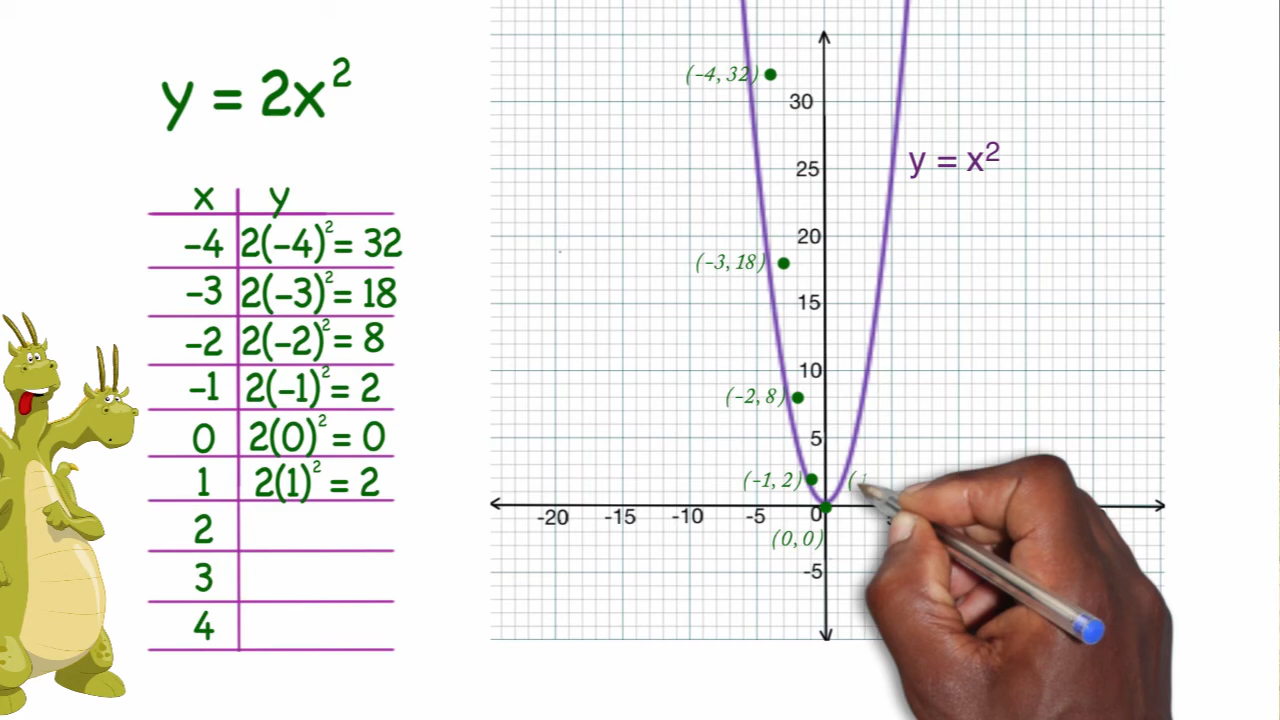 y = 2x²
x y
-4 2(-4)² = 32
-3 2(-3)² = 18
-2 2(-2)² = 8
-1 2(-1)² = 2
0 2(0)² = 0
1 2(1)² = 2
2
3
4
(-4, 32)
30
y = x²
25
20
(-3, 18)
15
10
(-2, 8)
5
(-1, 2)
(
-20 -15 -10 -5 0
(0, 0)
-5